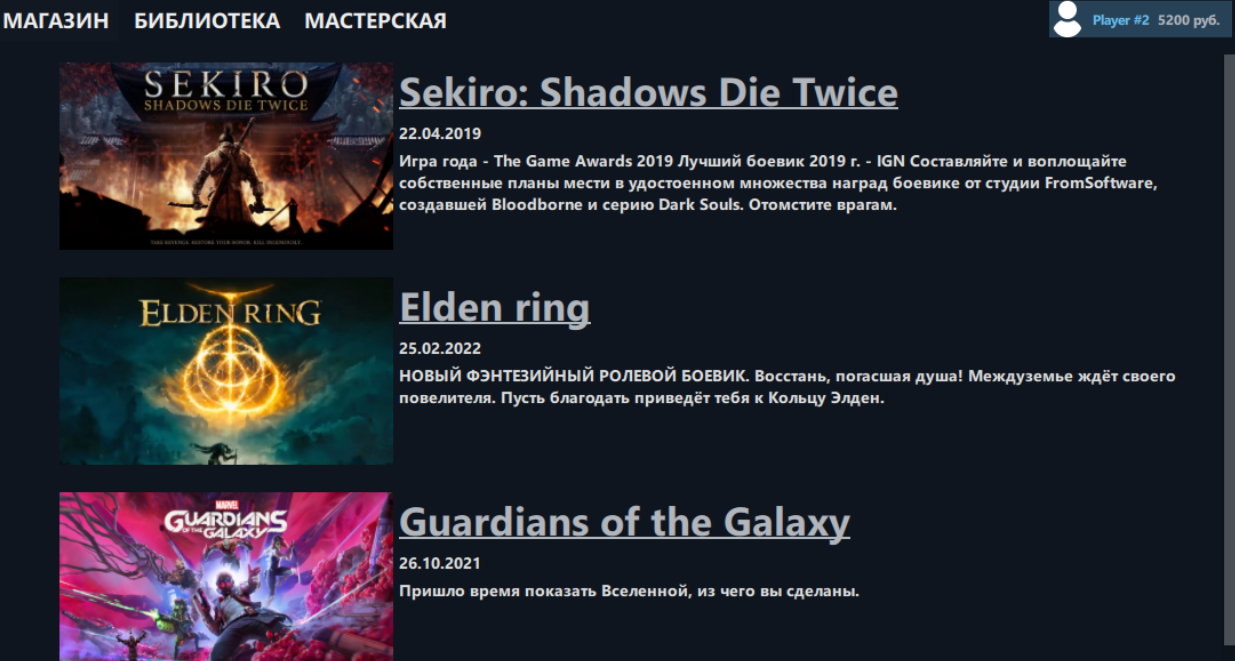 МАГАЗИН БИБЛИОТЕКА МАСТЕРСКАЯ
Player #2 5200 руб.
SEKIRO
SHADOWS DIE TWICE
TAKE REVENGE. RESTORE YOUR HONOR. KILL INGENIOUSLY.
Sekiro: Shadows Die Twice
22.04.2019
Игра года - The Game Awards 2019 Лучший боевик 2019 г. - IGN Составляйте и воплощайте
собственные планы мести в удостоенном множества наград боевике от студии FromSoftware,
создавшей Bloodborne и серию Dark Souls. Отомстите врагам.
ELDEN RING
Elden ring
25.02.2022
НОВЫЙ ФЭНТЕЗИЙНЫЙ РОЛЕВОЙ БОЕВИК. Восстань, погасшая душа! Междуземье ждёт своего
повелителя. Пусть благодать приведёт тебя к Кольцу Элден.
MARVEL
GUARDIANS
OF THE GALAXY
Guardians of the Galaxy
26.10.2021
Пришло время показать Вселенной, из чего вы сделаны.